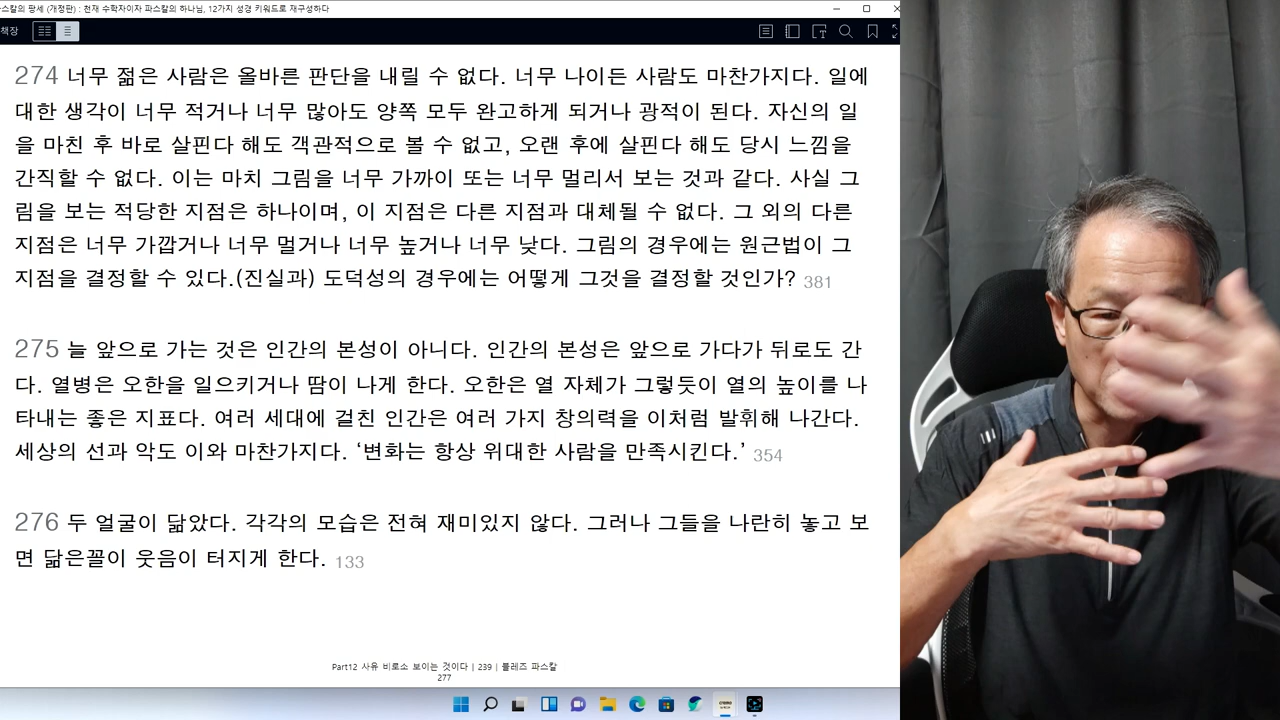 스칼의 팡세 (개정판) : 천재 수학자이자 파스칼의 하나님, 12가지 성경 키워드로 재구성하다
책장
274 너무 젊은 사람은 올바른 판단을 내릴 수 없다. 너무 나이든 사람도 마찬가지다. 일에
대한 생각이 너무 적거나 너무 많아도 양쪽 모두 완고하게 되거나 광적이 된다. 자신의 일
을 마친 후 바로 살핀다 해도 객관적으로 볼 수 없고, 오랜 후에 살핀다 해도 당시 느낌을
간직할 수 없다. 이는 마치 그림을 너무 가까이 또는 너무 멀리서 보는 것과 같다. 사실 그
림을 보는 적당한 지점은 하나이며, 이 지점은 다른 지점과 대체될 수 없다. 그 외의 다른
지점은 너무 가깝거나 너무 멀거나 너무 높거나 너무 낮다. 그림의 경우에는 원근법이 그
지점을 결정할 수 있다.(진실과) 도덕성의 경우에는 어떻게 그것을 결정할 것인가? 381
275 늘 앞으로 가는 것은 인간의 본성이 아니다. 인간의 본성은 앞으로 가다가 뒤로도 간
다. 열병은 오한을 일으키거나 땀이 나게 한다. 오한은 열 자체가 그렇듯이 열의 높이를 나
타내는 좋은 지표다. 여러 세대에 걸친 인간은 여러 가지 창의력을 이처럼 발휘해 나간다.
세상의 선과 악도 이와 마찬가지다. ‘변화는 항상 위대한 사람을 만족시킨다.’ 354
276 두 얼굴이 닮았다. 각각의 모습은 전혀 재미있지 않다. 그러나 그들을 나란히 놓고 보
면 닮은꼴이 웃음이 터지게 한다. 133
Part12 사유 비로소 보이는 것이다 | 239 | 블레즈 파스칼
277